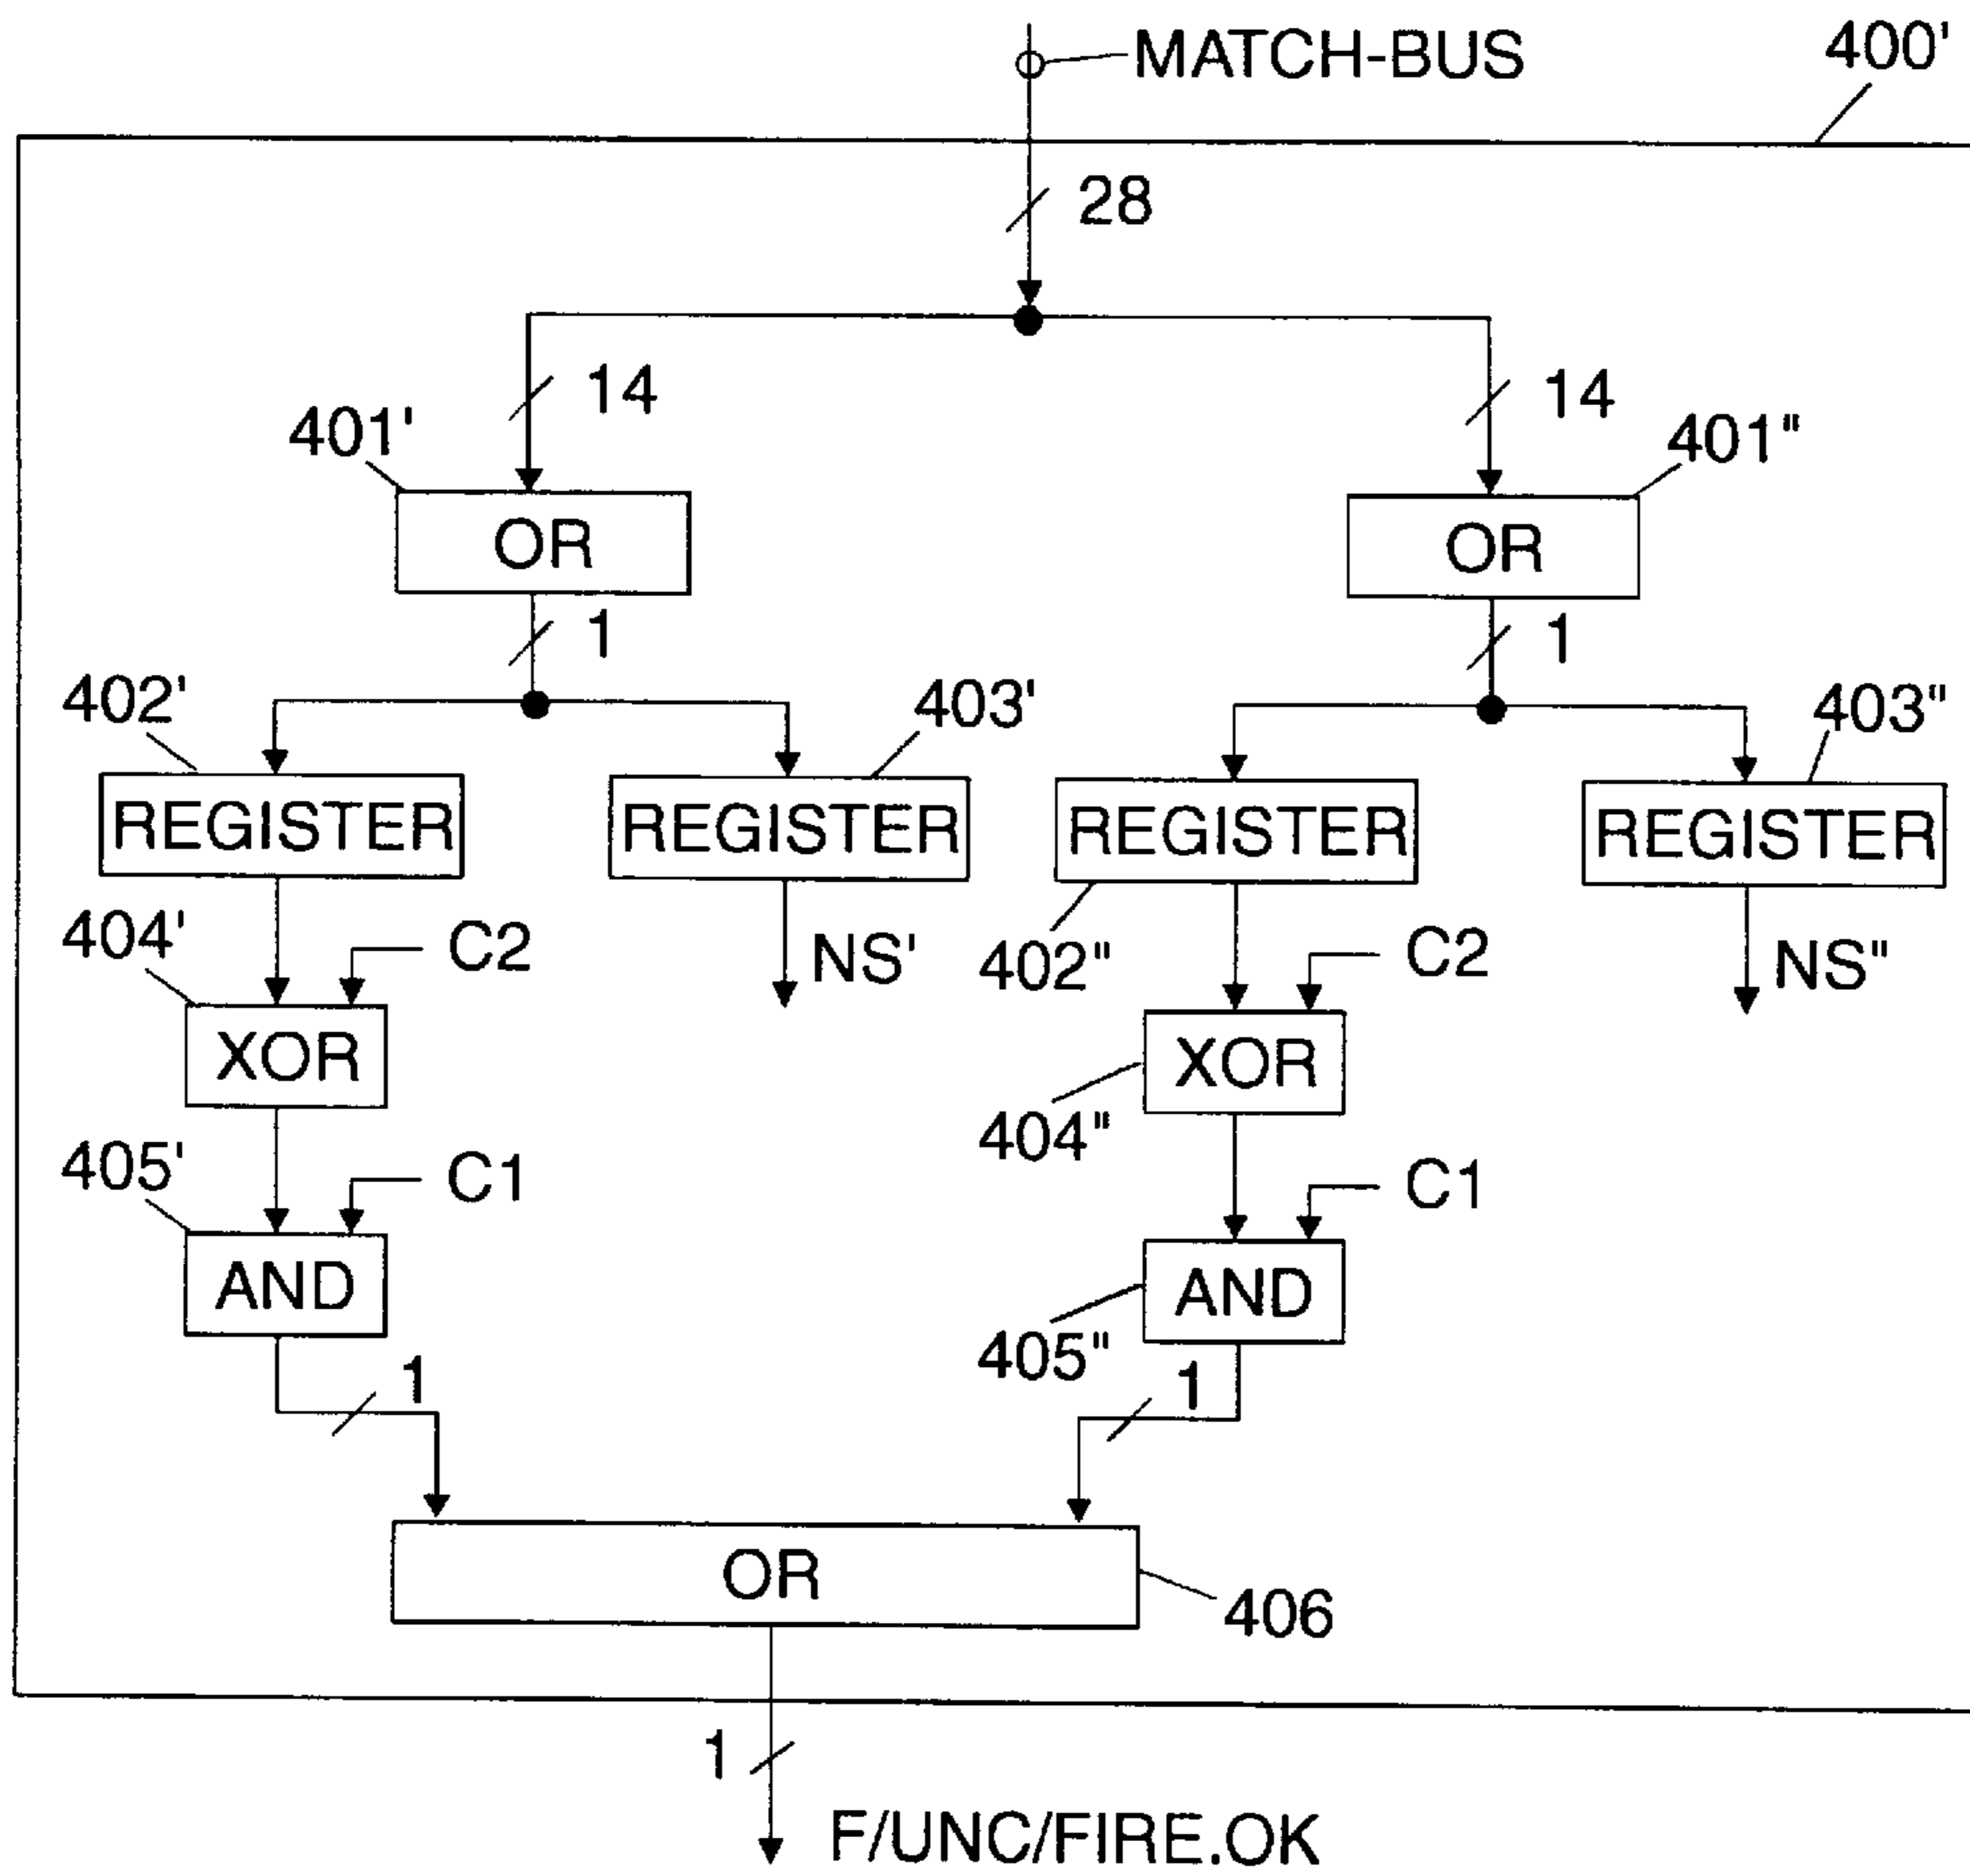 MATCH-BUS
400'
28
14
14
401'
401"
OR
OR
1
1
402'
403'
403"
REGISTER
REGISTER
REGISTER
REGISTER
404'
C2
NS'
402"
C2
NS"
XOR
XOR
404"
405'
C1
C1
AND
AND
405"
1
1
OR
406
1
F/UNC/FIRE.OK